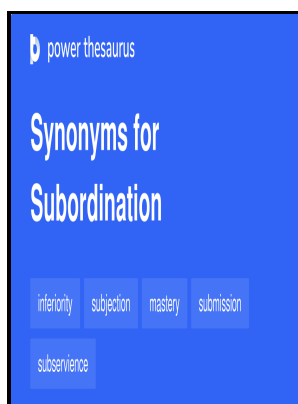 power thesaurus
Synonyms for
Subordination
inferiority subjection mastery submission
subservience